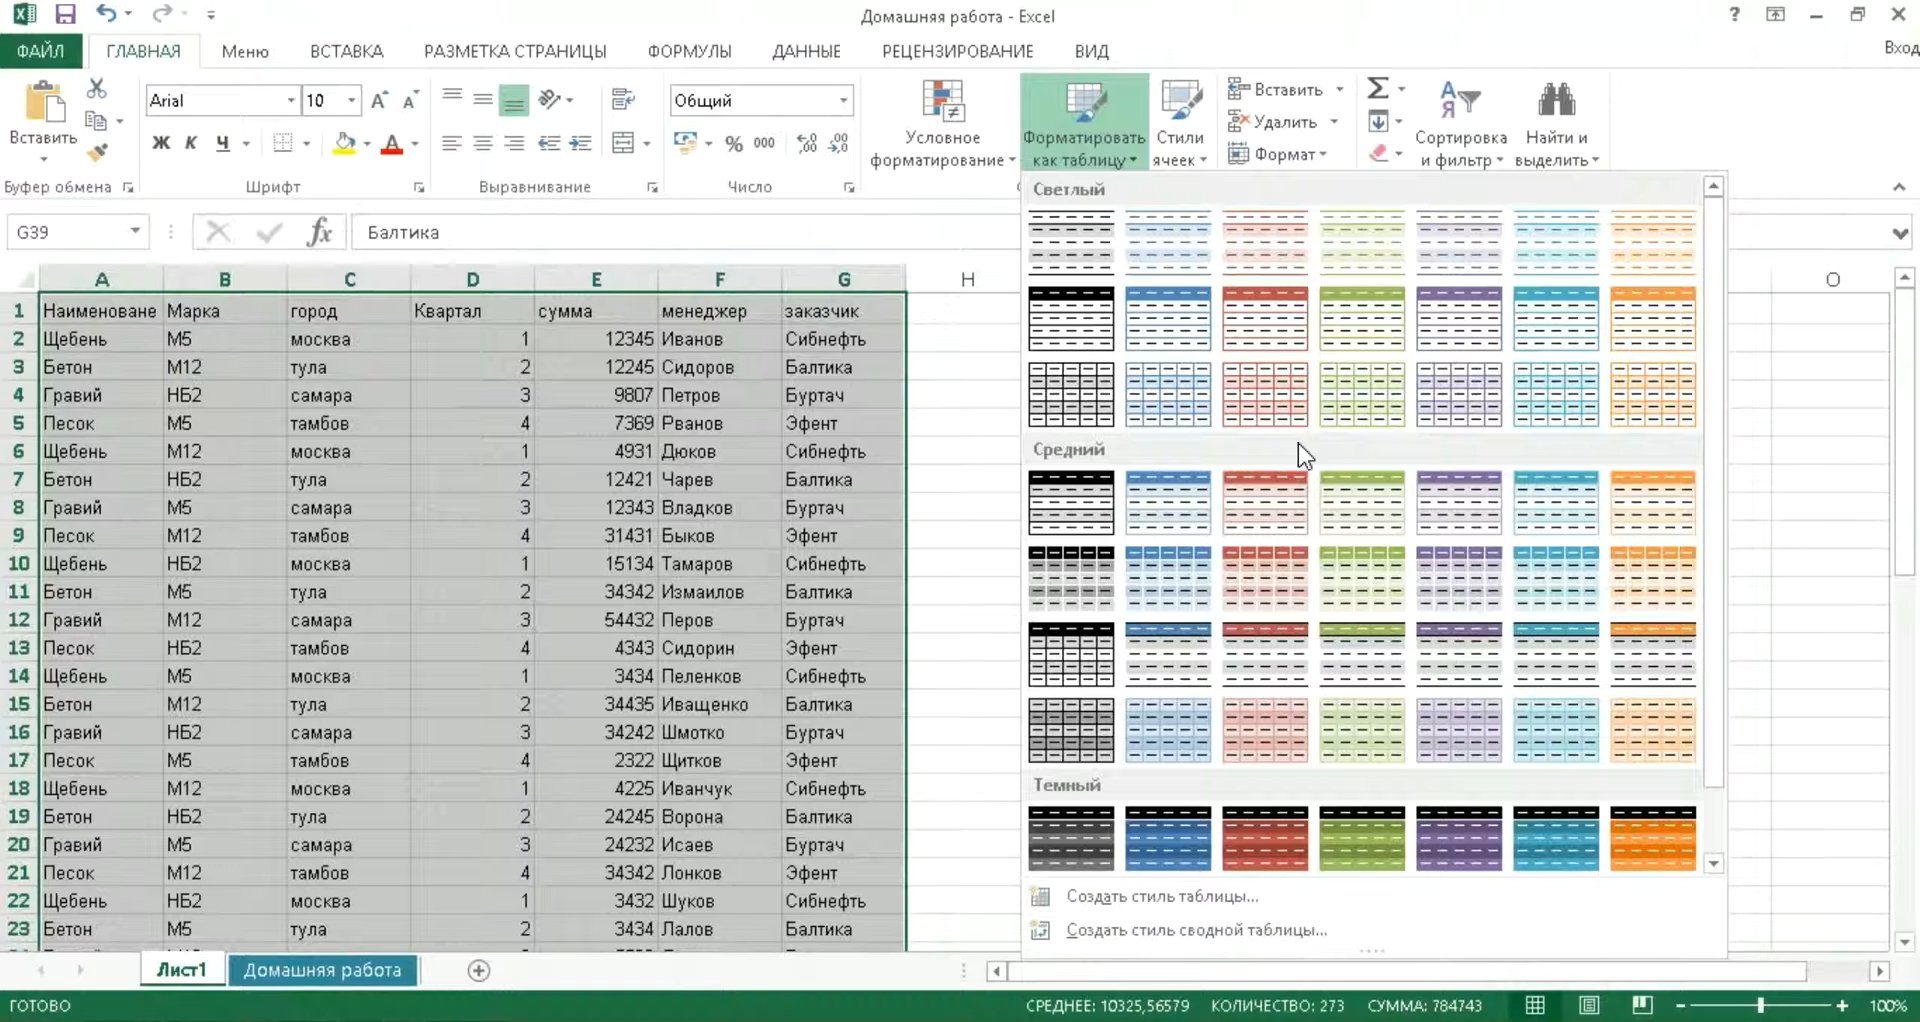 Домашняя работа - Excel
ФАЙЛ ГЛАВНАЯ Меню ВСТАВКА РАЗМЕТКА СТРАНИЦЫ ФОРМУЛЫ ДАННЫЕ РЕЦЕНЗИРОВАНИЕ ВИД Вход
Вставить
Буфер обмена
Arial 10
Ж К Ч
Шрифт
Выравнивание
Общий
% 000
Число
Условное форматирование
Форматировать как таблицу
Стили ячеек
Вставить
Удалить
Формат
Сортировка и фильтр
Найти и выделить
G39 fx Балтика
A B C D E F G H O
1 Наименоване Марка город Квартал сумма менеджер заказчик
2 Щебень М5 москва 1 12345 Иванов Сибнефть
3 Бетон М12 тула 2 12245 Сидоров Балтика
4 Гравий НБ2 самара 3 9807 Петров Буртач
5 Песок М5 тамбов 4 7369 Рванов Эфент
6 Щебень М12 москва 1 4931 Дюков Сибнефть
7 Бетон НБ2 тула 2 12421 Чарев Балтика
8 Гравий М5 самара 3 12343 Владков Буртач
9 Песок М12 тамбов 4 31431 Быков Эфент
10 Щебень НБ2 москва 1 15134 Тамаров Сибнефть
11 Бетон М5 тула 2 34342 Измаилов Балтика
12 Гравий М12 самара 3 54432 Перов Буртач
13 Песок НБ2 тамбов 4 4343 Сидорин Эфент
14 Щебень М5 москва 1 3434 Пеленков Сибнефть
15 Бетон М12 тула 2 34435 Иващенко Балтика
16 Гравий НБ2 самара 3 34242 Шмотко Буртач
17 Песок М5 тамбов 4 2322 Щитков Эфент
18 Щебень М12 москва 1 4225 Иванчук Сибнефть
19 Бетон НБ2 тула 2 24245 Ворона Балтика
20 Гравий М5 самара 3 24232 Исаев Буртач
21 Песок М12 тамбов 4 34342 Лонков Эфент
22 Щебень НБ2 москва 1 3432 Шуков Сибнефть
23 Бетон М5 тула 2 3434 Лалов Балтика
Светлый
Средний
Темный
Создать стиль таблицы...
Создать стиль сводной таблицы...
Лист1 Домашняя работа
ГОТОВО СРЕДНЕЕ: 10325,56579 КОЛИЧЕСТВО: 273 СУММА: 784743 100%